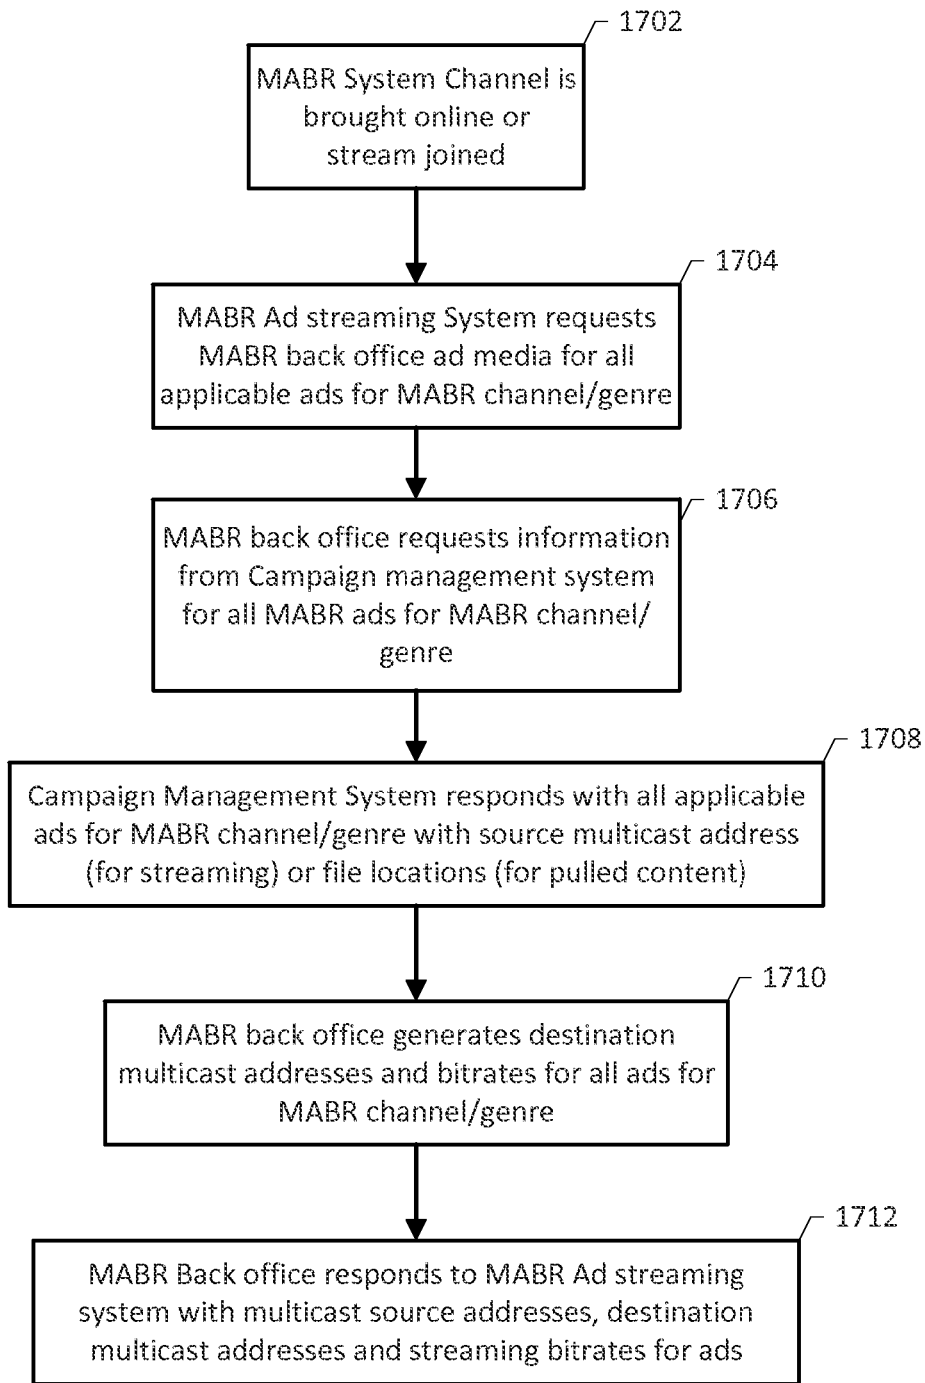 1702
MABR System Channel is
brought online or
stream joined
1704
MABR Ad streaming System requests
MABR back office ad media for all
applicable ads for MABR channel/genre
1706
MABR back office requests information
from Campaign management system
for all MABR ads for MABR channel/
genre
1708
Campaign Management System responds with all applicable
ads for MABR channel/genre with source multicast address
(for streaming) or file locations (for pulled content)
1710
MABR back office generates destination
multicast addresses and bitrates for all ads for
MABR channel/genre
1712
MABR Back office responds to MABR Ad streaming
system with multicast source addresses, destination
multicast addresses and streaming bitrates for ads